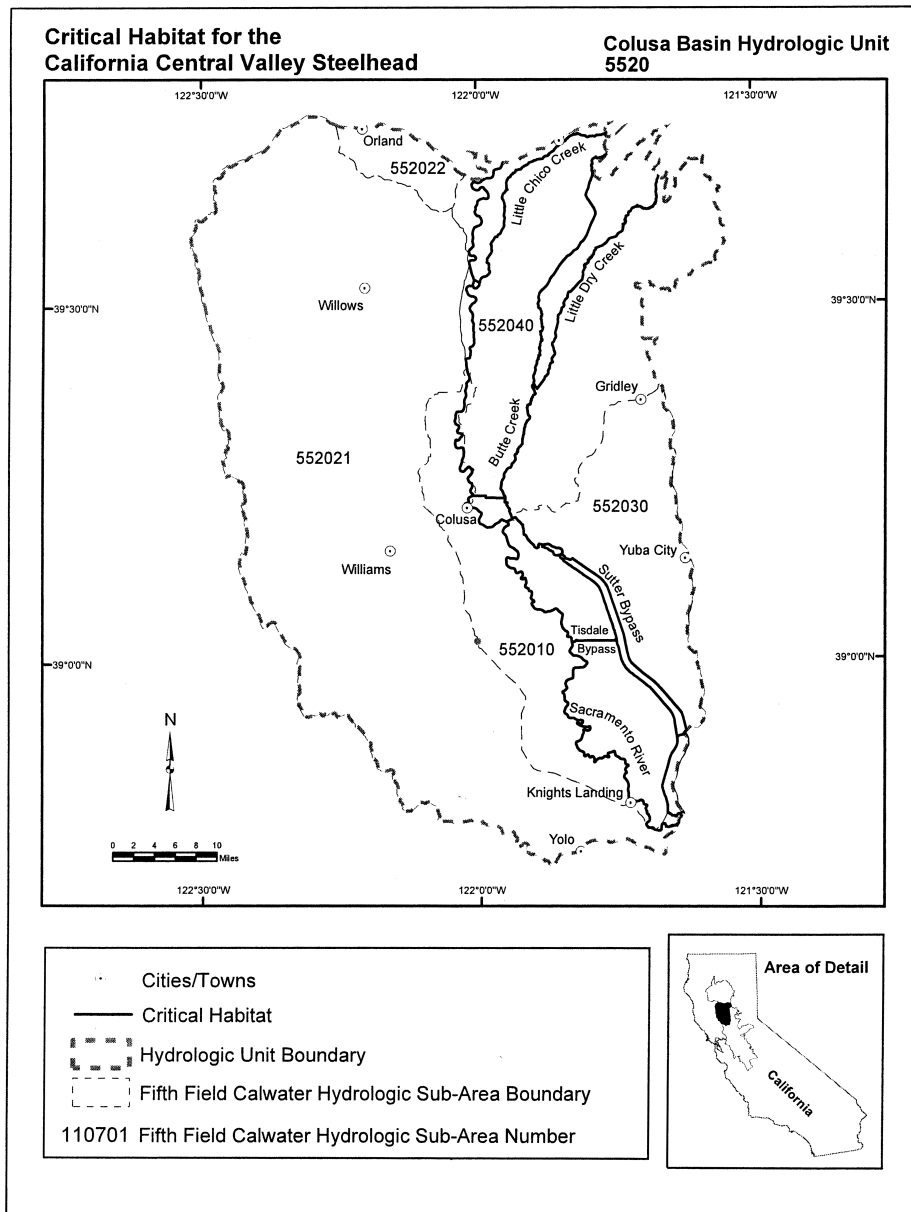 Critical Habitat for the
California Central Valley Steelhead
Colusa Basin Hydrologic Unit
5520
122°30'0"W
122°0'0"W
121°30'0"W
Orland
552022
Little Chico Creek
Little Dry Creek
Willows
39°30'0"N
39°30'0"N
552040
Gridley
Butte Creek
552021
552030
Colusa
Yuba City
Williams
Sutter Bypass
Tisdale
Bypass
552010
39°0'0"N
39°0'0"N
Sacramento River
N
Knights Landing
Yolo
0 2 4 6 8 10
Miles
122°30'0"W
122°0'0"W
121°30'0"W
Cities/Towns
Critical Habitat
Hydrologic Unit Boundary
Fifth Field Calwater Hydrologic Sub-Area Boundary
110701 Fifth Field Calwater Hydrologic Sub-Area Number
Area of Detail
California